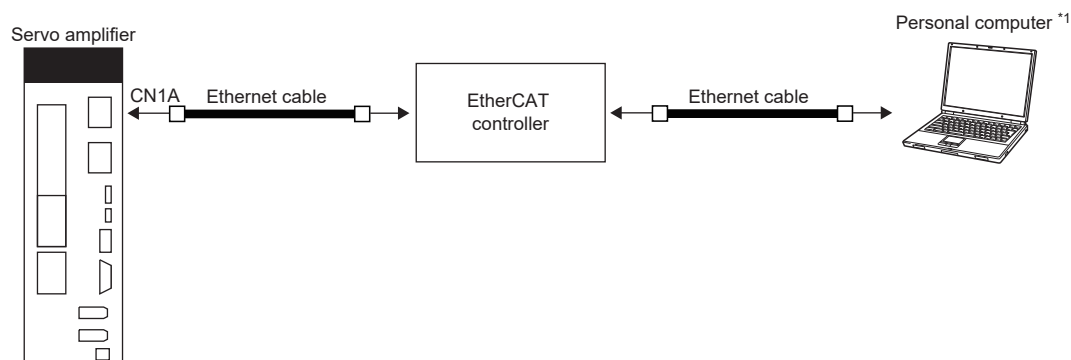 Personal computer *1
Servo amplifier
CN1A
Ethernet cable
EtherCAT
controller
Ethernet cable